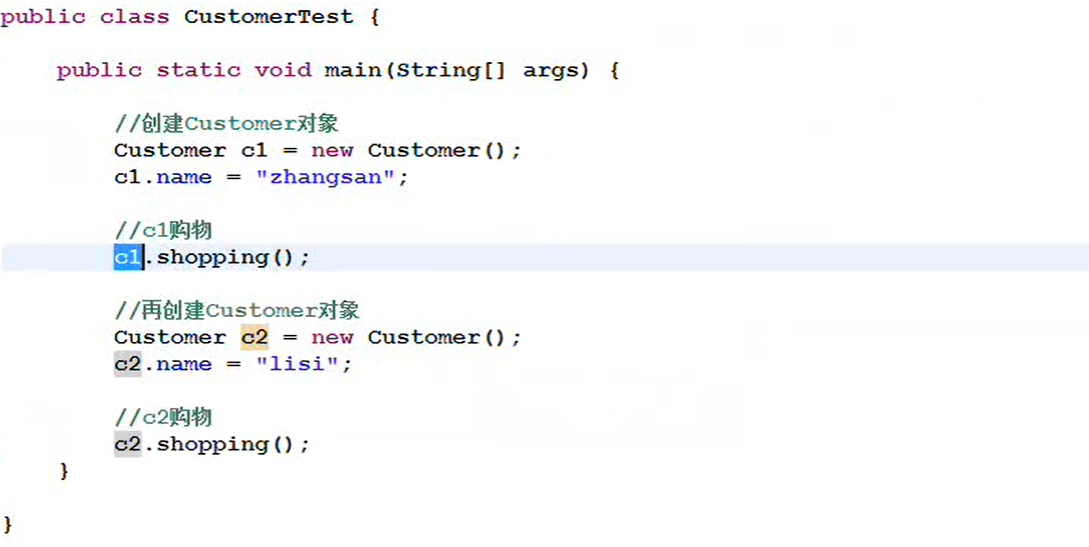 public class CustomerTest {
public static void main(String[] args) {
//创建Customer对象
Customer c1 = new Customer();
c1.name = "zhangsan";
//c1购物
c1.shopping();
//再创建Customer对象
Customer c2 = new Customer();
c2.name = "lisi";
//c2购物
c2.shopping();
}
}